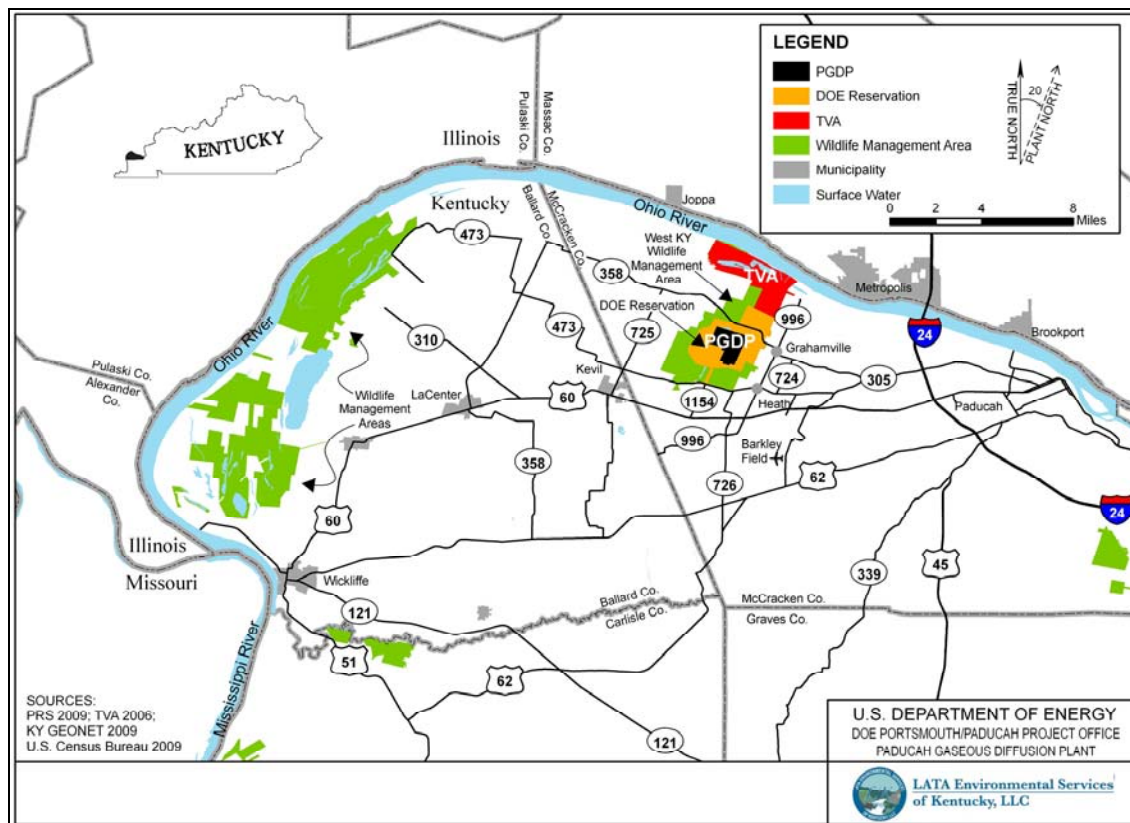 LEGEND
PGDP
DOE Reservation
TVA
Wildlife Management Area
Municipality
Surface Water
TRUE NORTH
20
PLANT NORTH
0 2 4 8
Miles
KENTUCKY
Illinois
Pulaski Co.
Massac Co.
Kentucky
Ballard Co.
McCracken Co.
Ohio River
Joppa
473
358
West KY
Wildlife
Management
Area
TVA
Metropolis
DOE Reservation
996
24
Brookport
Ohio River
310
473
725
PGDP
Grahamville
Pulaski Co.
Alexander Co.
Wildlife
Management
Areas
LaCenter
Kevil
60
724
305
1154
Heath
Paducah
358
996
Barkley
Field
726
62
24
60
Illinois
Missouri
Wickliffe
339
45
121
Ballard Co.
Carlisle Co.
McCracken Co.
Graves Co.
51
62
121
Mississippi River
SOURCES:
PRS 2009; TVA 2006;
KY GEONET 2009
U.S. Census Bureau 2009
U.S. DEPARTMENT OF ENERGY
DOE PORTSMOUTH/PADUCAH PROJECT OFFICE
PADUCAH GASEOUS DIFFUSION PLANT
LATA Environmental Services
of Kentucky, LLC